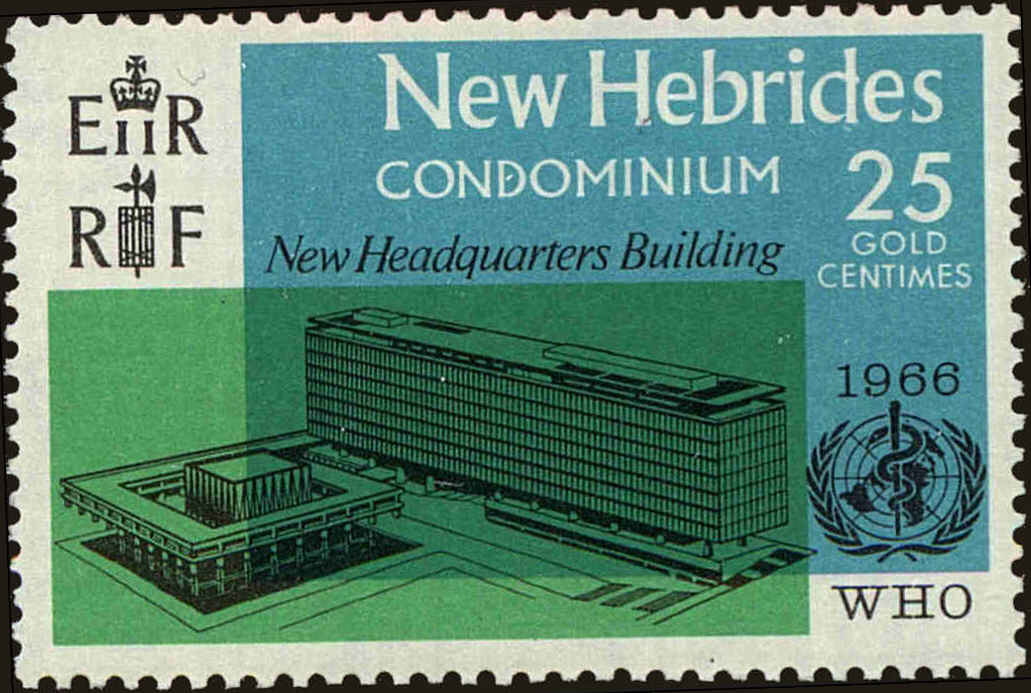 EIIR
RF
New Hebrides
CONDOMINIUM
25
GOLD
CENTIMES
New Headquarters Building
1966
WHO